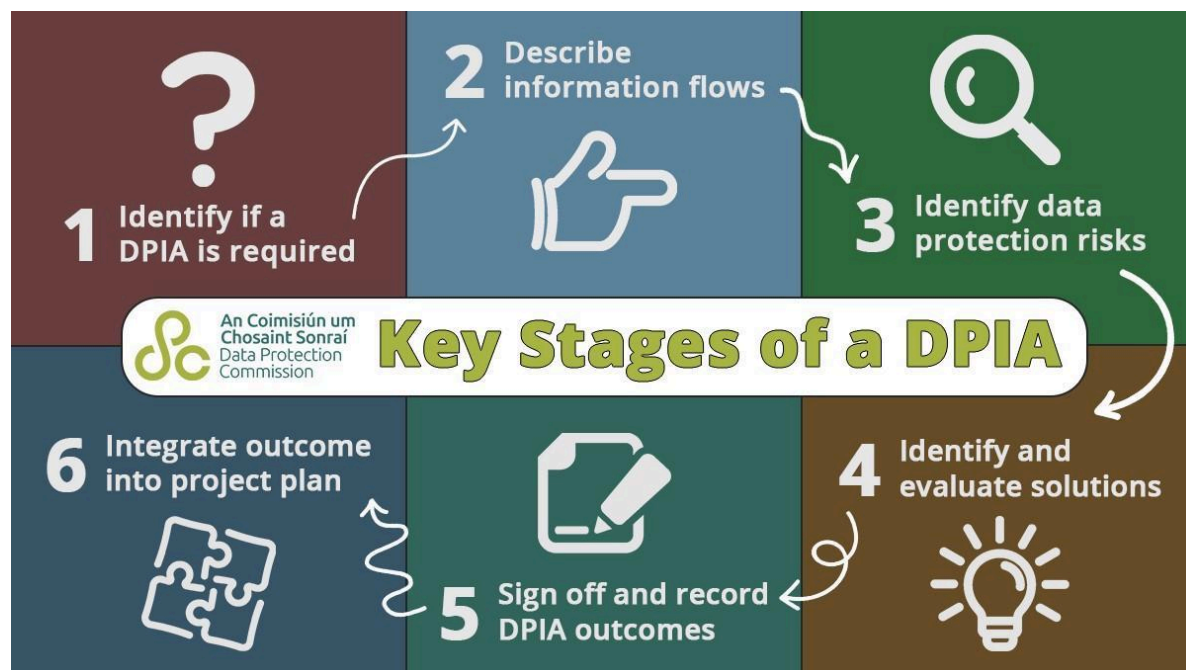 1
Identify if a
DPIA is required
2
Describe
information flows
3
Identify data
protection risks
An Coimisiún um
Chosaint Sonraí
Data Protection
Commission
Key Stages of a DPIA
4
Identify and
evaluate solutions
5
Sign off and record
DPIA outcomes
6
Integrate outcome
into project plan